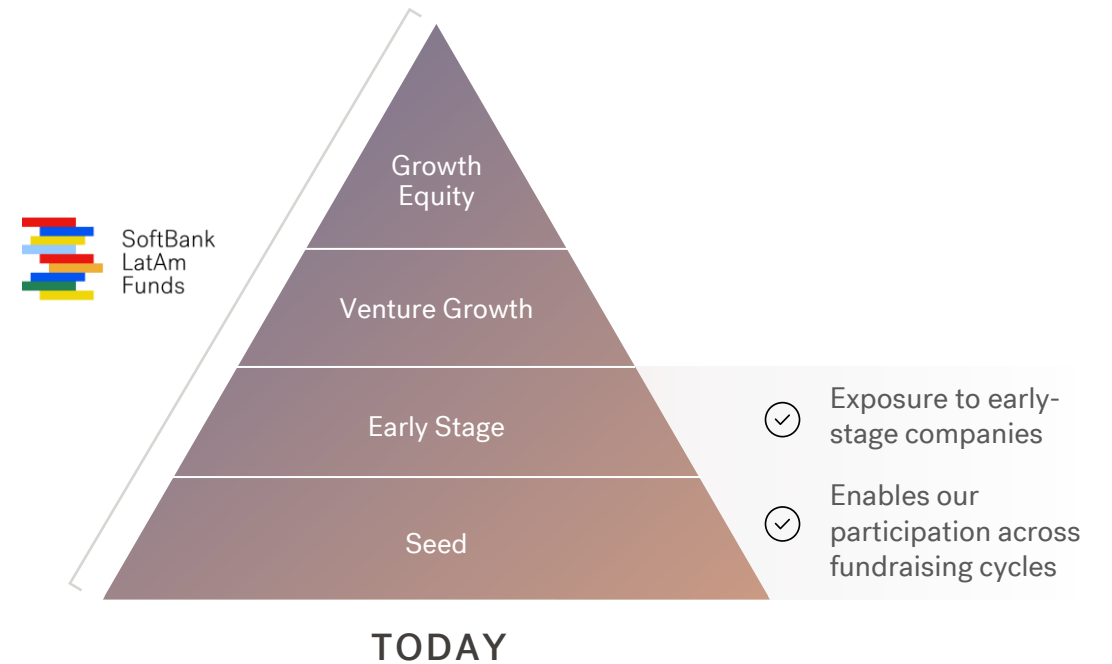 Growth
Equity
SoftBank
LatAm
Funds
Venture Growth
Early Stage
Seed
Exposure to early-
stage companies
Enables our
participation across
fundraising cycles
TODAY